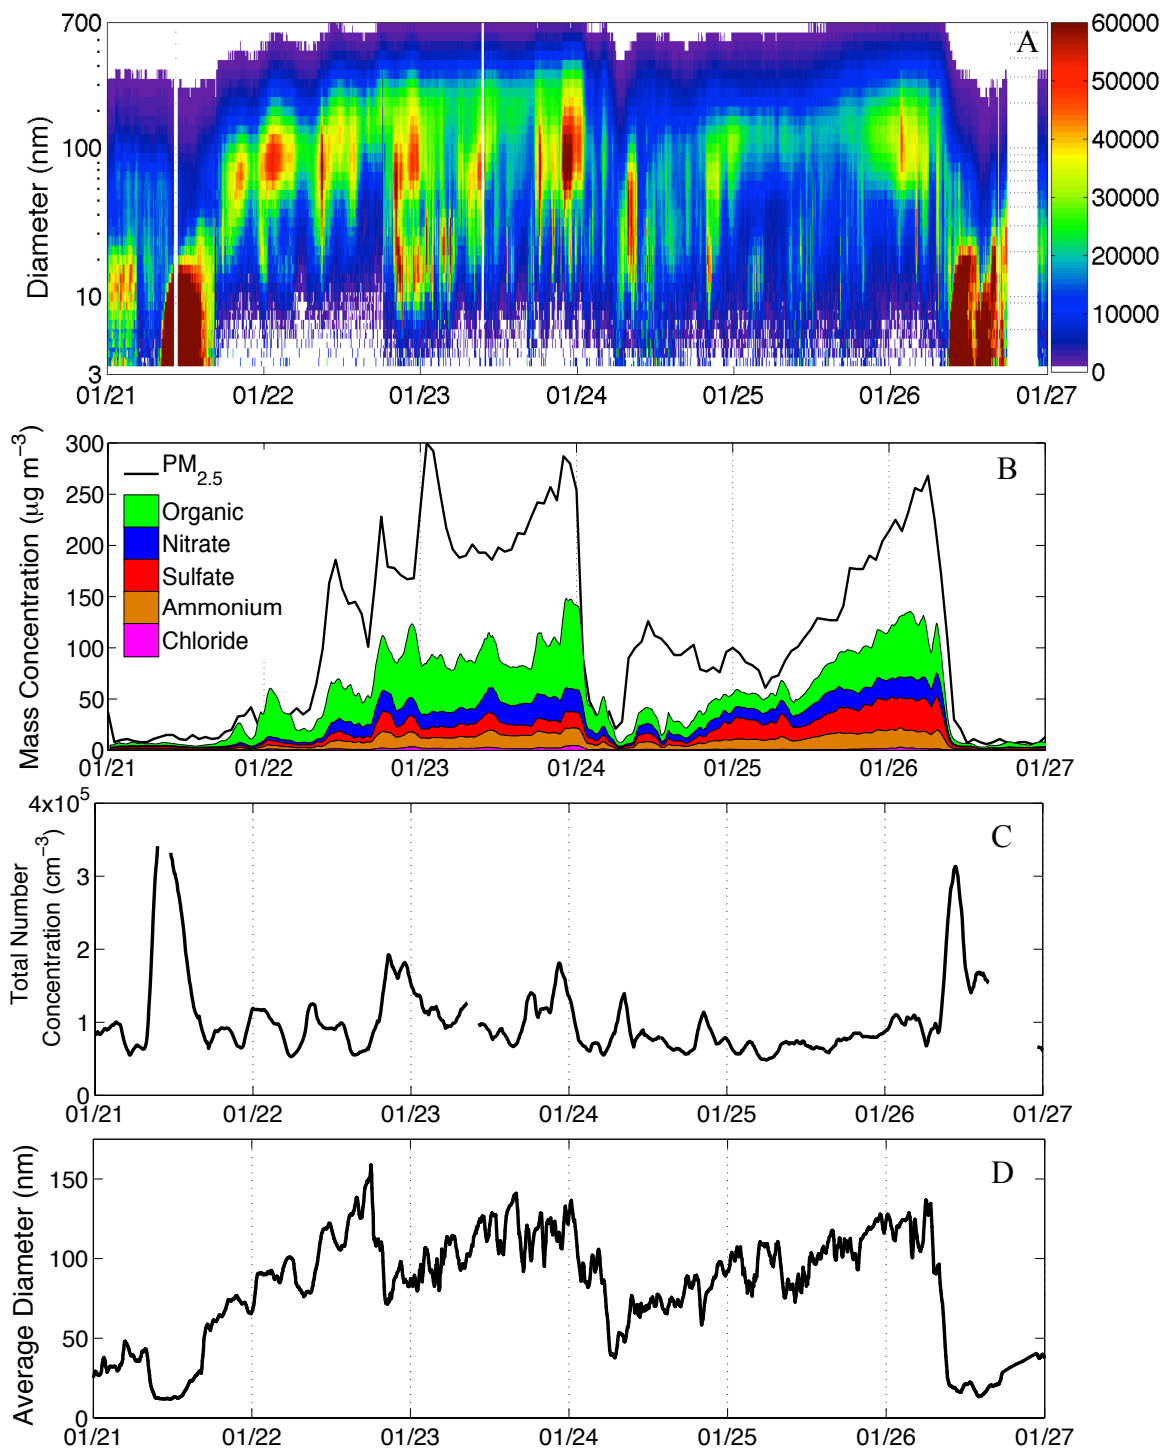 700
100
10
3
Diameter (nm)
A
60000
50000
40000
30000
20000
10000
0
01/21 01/22 01/23 01/24 01/25 01/26 01/27
300
250
200
150
100
50
0
Mass Concentration (μg m⁻³)
B
PM₂.₅
Organic
Nitrate
Sulfate
Ammonium
Chloride
01/21 01/22 01/23 01/24 01/25 01/26 01/27
4x10⁵
3
2
1
0
Total Number
Concentration (cm⁻³)
C
01/21 01/22 01/23 01/24 01/25 01/26 01/27
150
100
50
0
Average Diameter (nm)
D
01/21 01/22 01/23 01/24 01/25 01/26 01/27